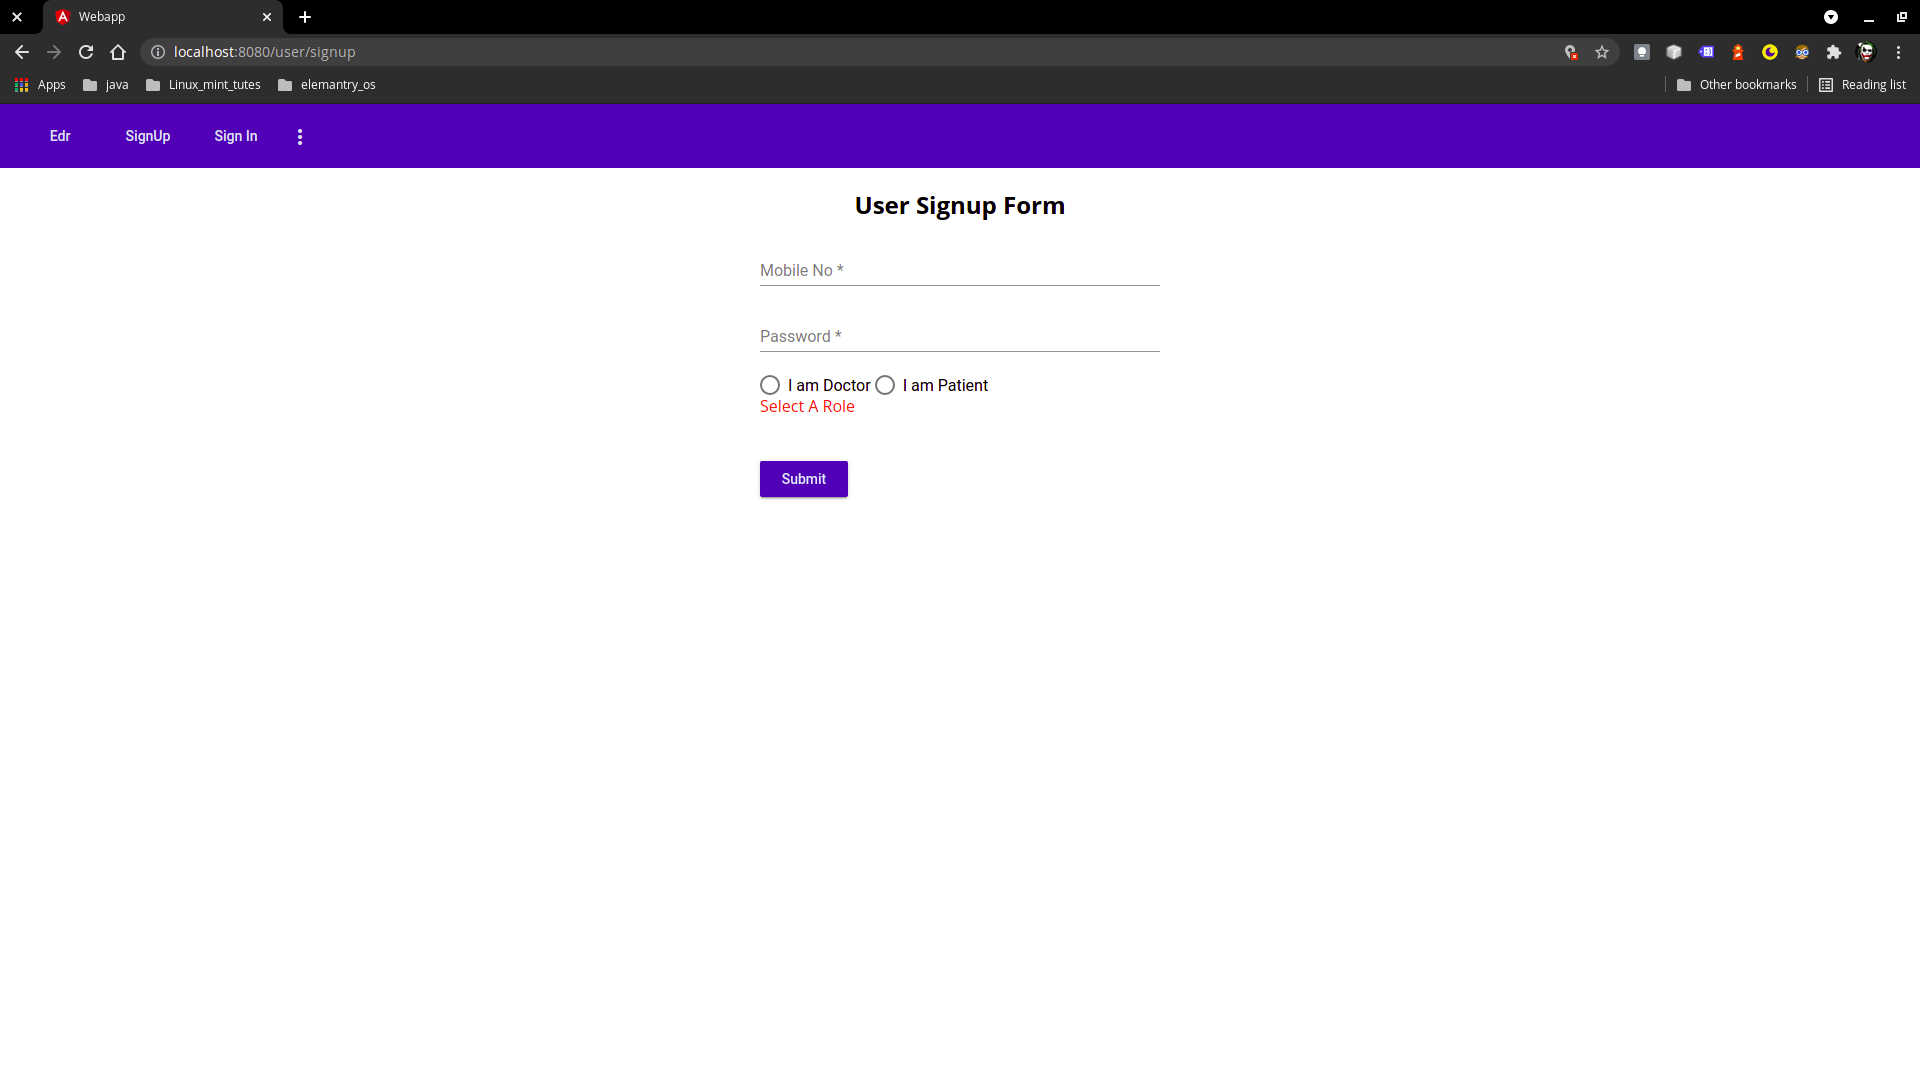 Webapp
localhost:8080/user/signup
Apps java Linux_mint_tutes elemantry_os Other bookmarks Reading list
Edr SignUp Sign In
User Signup Form
Mobile No *
Password *
I am Doctor I am Patient
Select A Role
Submit